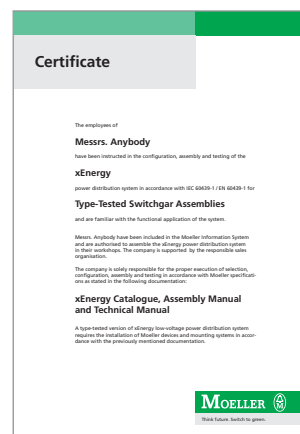 Certificate
The employees of
Messrs. Anybody
have been instructed in the configuration, assembly and testing of the
xEnergy
power distribution system in accordance with IEC 60439-1 / EN 60439-1 for
Type-Tested Switchgar Assemblies
and are familiar with the functional application of the system.
Messrs. Anybody have been included in the Moeller Information System
and are authorised to assemble the xEnergy power distribution system
in their workshops. The company is supported by the responsible sales
organisation.
The company is solely responsible for the proper execution of selection,
configuration, assembly and testing in accordance with Moeller specificati-
ons as stated in the following documentation:
xEnergy Catalogue, Assembly Manual
and Technical Manual
A type-tested version of xEnergy low-voltage power distribution system
requires the installation of Moeller devices and mounting systems in accor-
dance with the previously mentioned documentation.
MOELLER
Think future. Switch to green.